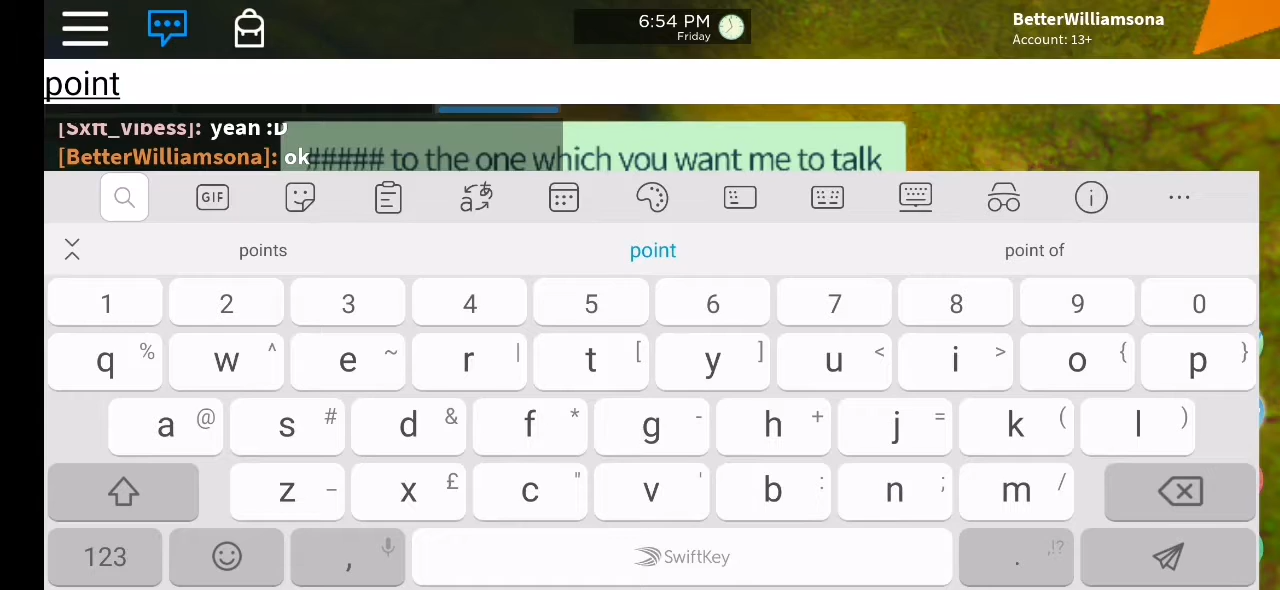 6:54 PM
Friday
BetterWilliamsona
Account: 13+
point
[Sxft_Vibess]: yeah :D
[BetterWilliamsona]: ok
##### to the one which you want me to talk
GIF
points
point
point of
1 2 3 4 5 6 7 8 9 0
q % w ^ e ~ r | t [ y ] u < i > o { p }
a @ s # d & f * g - h + j = k ( l )
z _ x £ c " v ' b : n ; m /
123 , SwiftKey . ,!?